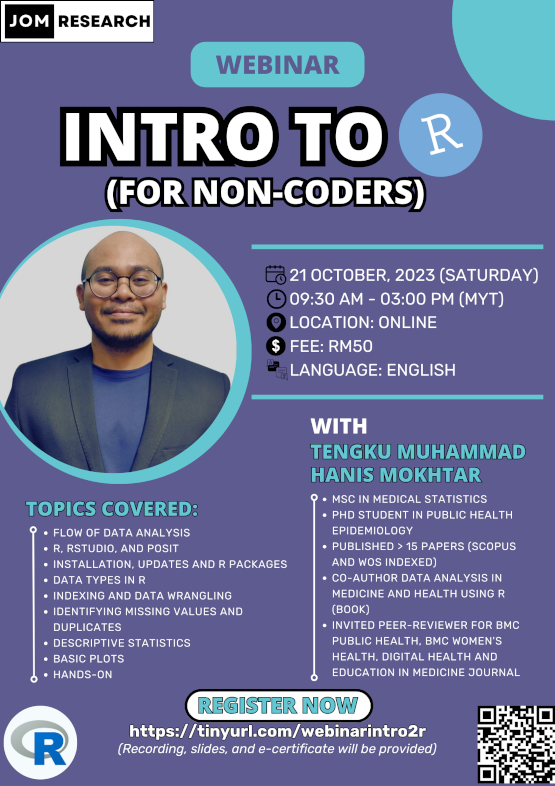 JOM RESEARCH
WEBINAR
INTRO TO R
(FOR NON-CODERS)
21 OCTOBER, 2023 (SATURDAY)
09:30 AM - 03:00 PM (MYT)
LOCATION: ONLINE
$ FEE: RM50
LANGUAGE: ENGLISH
WITH
TENGKU MUHAMMAD
HANIS MOKHTAR
MSC IN MEDICAL STATISTICS
PHD STUDENT IN PUBLIC HEALTH
EPIDEMIOLOGY
PUBLISHED > 15 PAPERS (SCOPUS
AND WOS INDEXED)
CO-AUTHOR DATA ANALYSIS IN
MEDICINE AND HEALTH USING R
(BOOK)
INVITED PEER-REVIEWER FOR BMC
PUBLIC HEALTH, BMC WOMEN'S
HEALTH, DIGITAL HEALTH AND
EDUCATION IN MEDICINE JOURNAL
TOPICS COVERED:
FLOW OF DATA ANALYSIS
R, RSTUDIO, AND POSIT
INSTALLATION, UPDATES AND R PACKAGES
DATA TYPES IN R
INDEXING AND DATA WRANGLING
IDENTIFYING MISSING VALUES AND
DUPLICATES
DESCRIPTIVE STATISTICS
BASIC PLOTS
HANDS-ON
REGISTER NOW
https://tinyurl.com/webinarintro2r
(Recording, slides, and e-certificate will be provided)
R